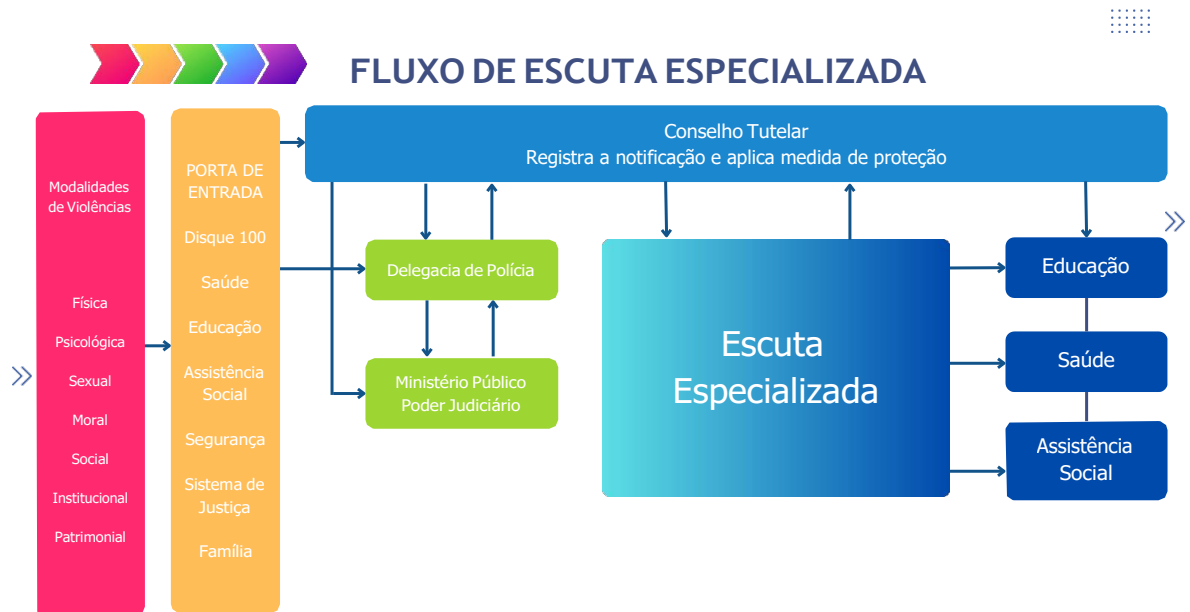 FLUXO DE ESCUTA ESPECIALIZADA
Modalidades
de Violências
Física
Psicológica
Sexual
Moral
Social
Institucional
Patrimonial
PORTA DE
ENTRADA
Disque 100
Saúde
Educação
Assistência
Social
Segurança
Sistema de
Justiça
Família
Conselho Tutelar
Registra a notificação e aplica medida de proteção
Delegacia de Polícia
Ministério Público
Poder Judiciário
Escuta
Especializada
Educação
Saúde
Assistência
Social